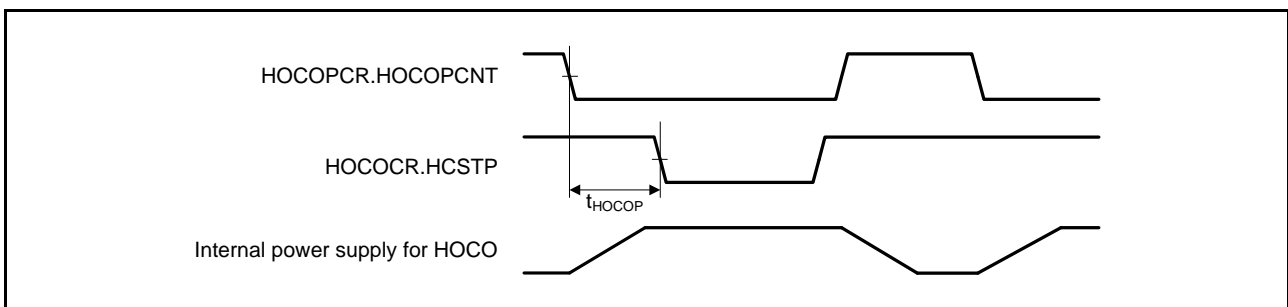 HOCOPCR.HOCOPCNT
HOCOCR.HCSTP
tHOCOP
Internal power supply for HOCO